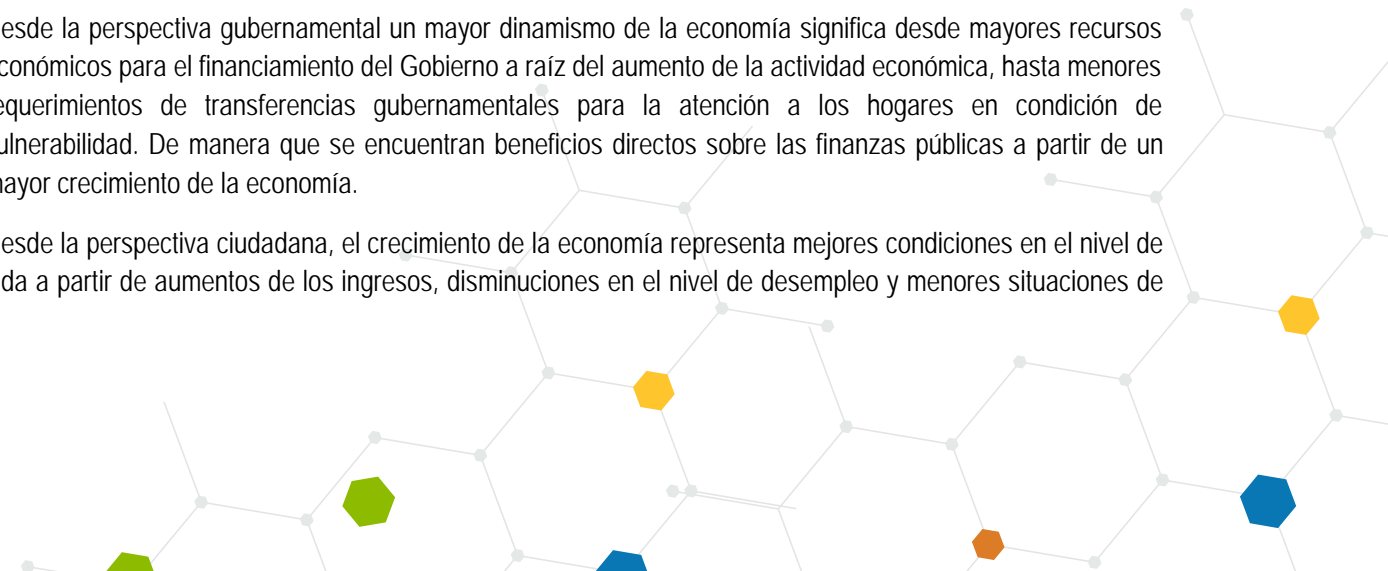 esde la perspectiva gubernamental un mayor dinamismo de la economía significa desde mayores recursos
conómicos para el financiamiento del Gobierno a raíz del aumento de la actividad económica, hasta menores
equerimientos de transferencias gubernamentales para la atención a los hogares en condición de
ulnerabilidad. De manera que se encuentran beneficios directos sobre las finanzas públicas a partir de un
ayor crecimiento de la economía.
esde la perspectiva ciudadana, el crecimiento de la economía representa mejores condiciones en el nivel de
da a partir de aumentos de los ingresos, disminuciones en el nivel de desempleo y menores situaciones de